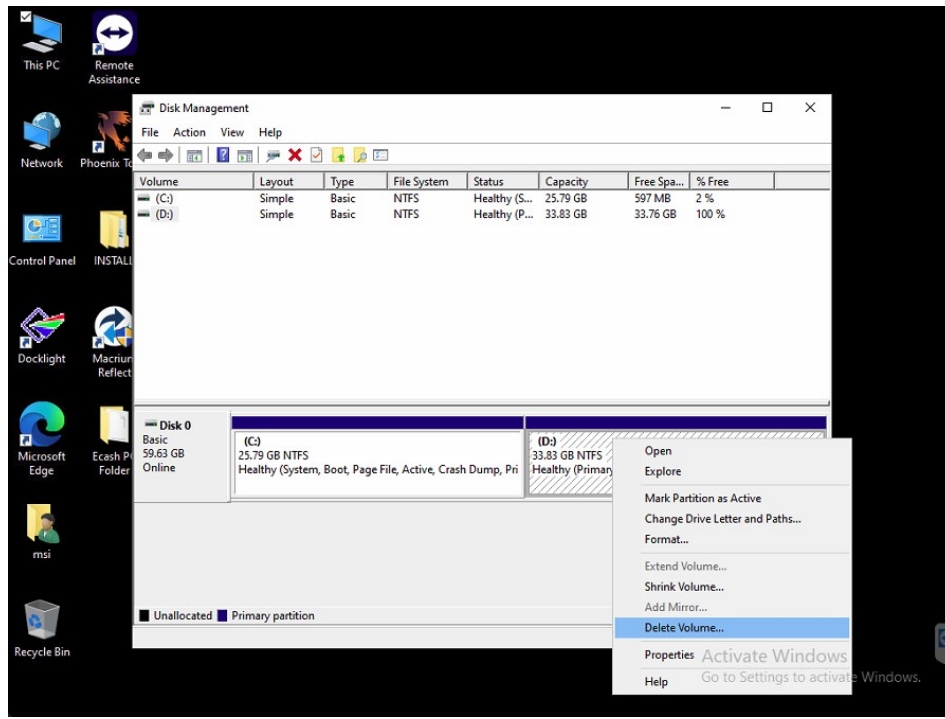 This PC
Remote
Assistance
Network
Phoenix To
Control Panel
INSTALL
Docklight
Macrium
Reflect
Microsoft
Edge
Ecash P
Folder
msi
Recycle Bin
Disk Management
File Action View Help
Volume Layout Type File System Status Capacity Free Spa... % Free
(C:) Simple Basic NTFS Healthy (S... 25.79 GB 597 MB 2 %
(D:) Simple Basic NTFS Healthy (P... 33.83 GB 33.76 GB 100 %
Disk 0
Basic
59.63 GB
Online
(C:)
25.79 GB NTFS
Healthy (System, Boot, Page File, Active, Crash Dump, Pri
(D:)
33.83 GB NTFS
Healthy (Primary
Unallocated Primary partition
Open
Explore
Mark Partition as Active
Change Drive Letter and Paths...
Format...
Extend Volume...
Shrink Volume...
Add Mirror...
Delete Volume...
Properties
Help
Activate Windows
Go to Settings to activate Windows.